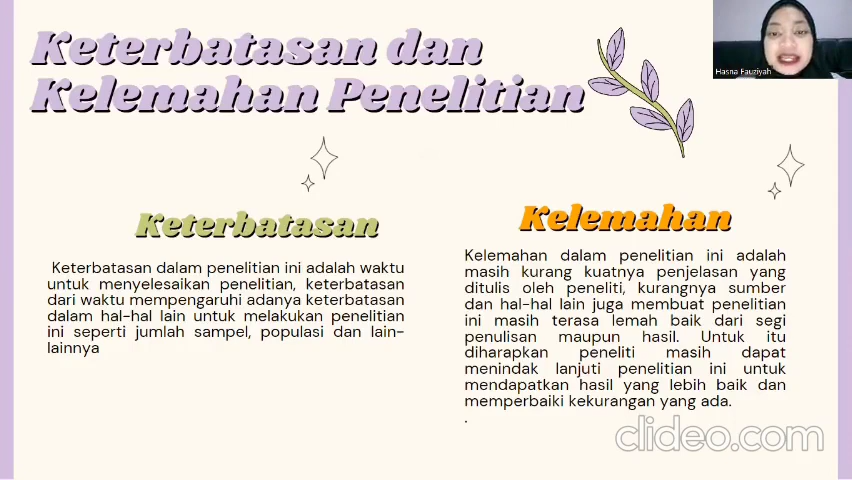 Keterbatasan dan
Kelemahan Penelitian
Hasna Fauziyah
Keterbatasan
Keterbatasan dalam penelitian ini adalah waktu
untuk menyelesaikan penelitian, keterbatasan
dari waktu mempengaruhi adanya keterbatasan
dalam hal-hal lain untuk melakukan penelitian
ini seperti jumlah sampel, populasi dan lain-
lainnya
Kelemahan
Kelemahan dalam penelitian ini adalah
masih kurang kuatnya penjelasan yang
ditulis oleh peneliti, kurangnya sumber
dan hal-hal lain juga membuat penelitian
ini masih terasa lemah baik dari segi
penulisan maupun hasil. Untuk itu
diharapkan peneliti masih dapat
menindak lanjuti penelitian ini untuk
mendapatkan hasil yang lebih baik dan
memperbaiki kekurangan yang ada.
.
clideo.com